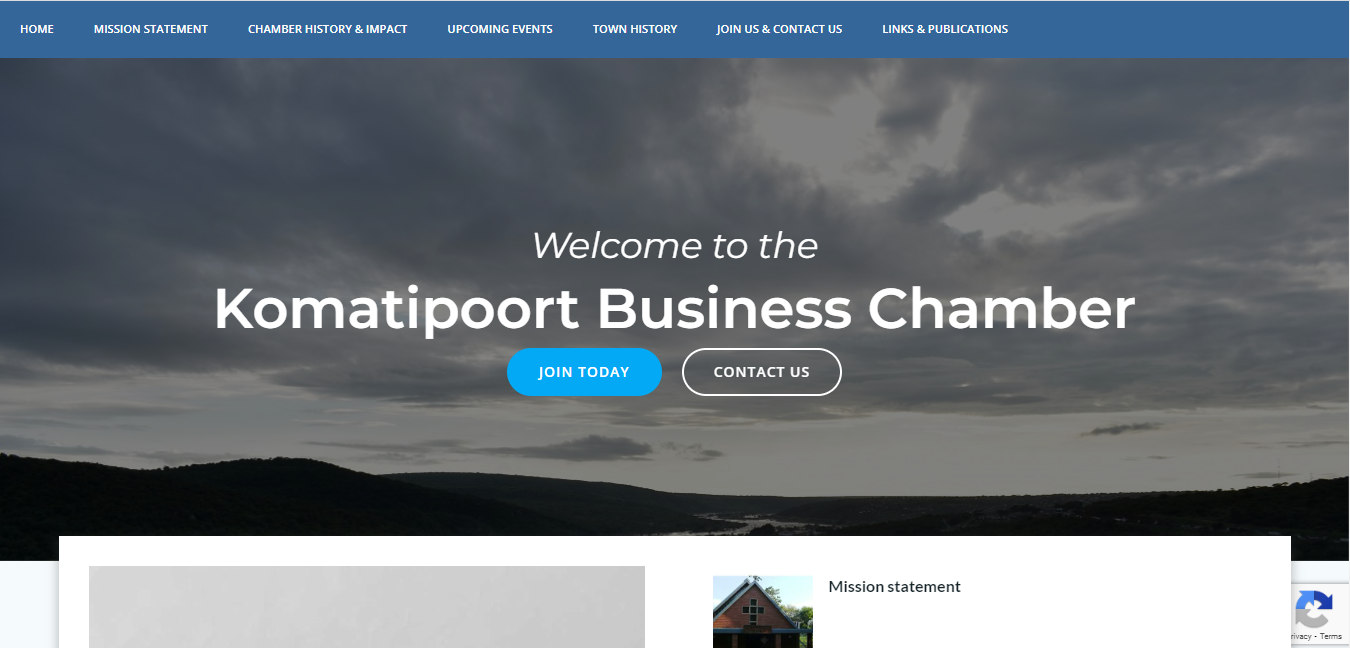 HOME MISSION STATEMENT CHAMBER HISTORY & IMPACT UPCOMING EVENTS TOWN HISTORY JOIN US & CONTACT US LINKS & PUBLICATIONS
Welcome to the
Komatipoort Business Chamber
JOIN TODAY CONTACT US
Mission statement
rivacy - Terms